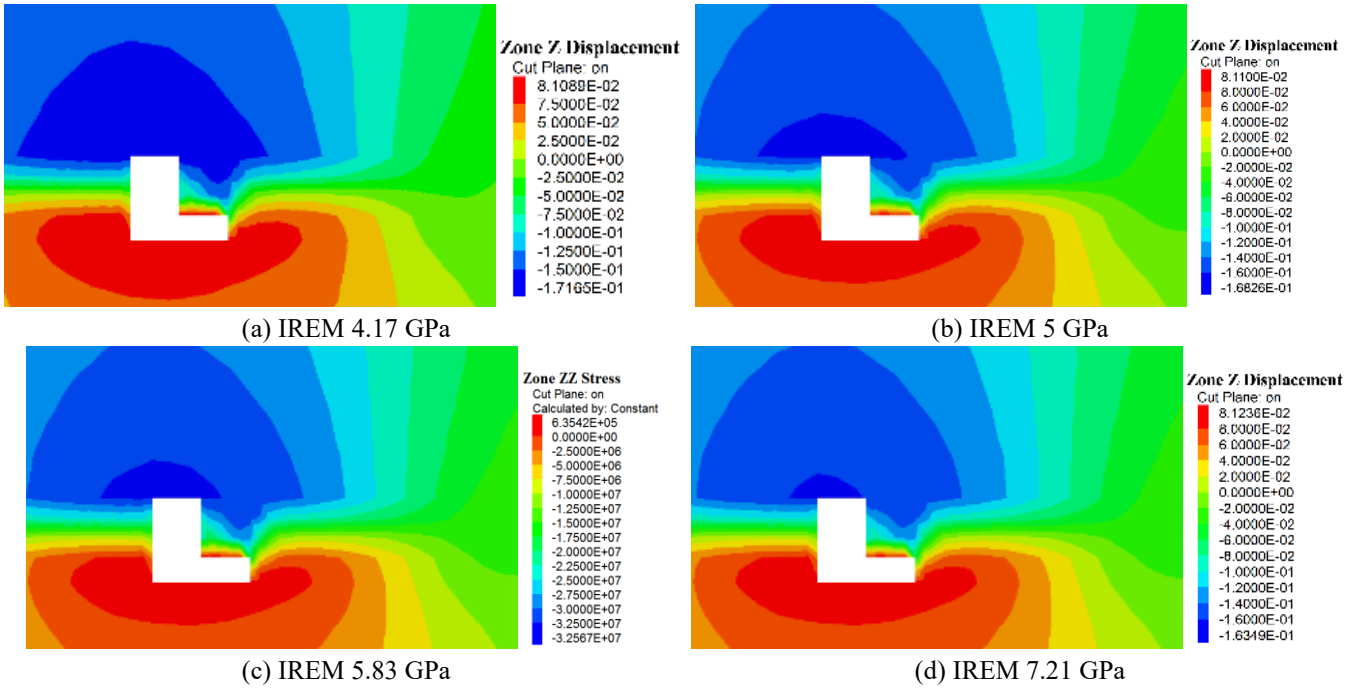 Zone Z Displacement
Cut Plane: on
8.1089E-02
7.5000E-02
5.0000E-02
2.5000E-02
0.0000E+00
-2.5000E-02
-5.0000E-02
-7.5000E-02
-1.0000E-01
-1.2500E-01
-1.5000E-01
-1.7165E-01
(a) IREM 4.17 GPa
Zone Z Displacement
Cut Plane: on
8.1100E-02
8.0000E-02
6.0000E-02
4.0000E-02
2.0000E-02
0.0000E+00
-2.0000E-02
-4.0000E-02
-6.0000E-02
-8.0000E-02
-1.0000E-01
-1.2000E-01
-1.4000E-01
-1.6000E-01
-1.6826E-01
(b) IREM 5 GPa
Zone ZZ Stress
Cut Plane: on
Calculated by: Constant
6.3542E+05
0.0000E+00
-2.5000E+06
-5.0000E+06
-7.5000E+06
-1.0000E+07
-1.2500E+07
-1.5000E+07
-1.7500E+07
-2.0000E+07
-2.2500E+07
-2.5000E+07
-2.7500E+07
-3.0000E+07
-3.2500E+07
-3.2567E+07
(c) IREM 5.83 GPa
Zone Z Displacement
Cut Plane: on
8.1236E-02
8.0000E-02
6.0000E-02
4.0000E-02
2.0000E-02
0.0000E+00
-2.0000E-02
-4.0000E-02
-6.0000E-02
-8.0000E-02
-1.0000E-01
-1.2000E-01
-1.4000E-01
-1.6000E-01
-1.6349E-01
(d) IREM 7.21 GPa